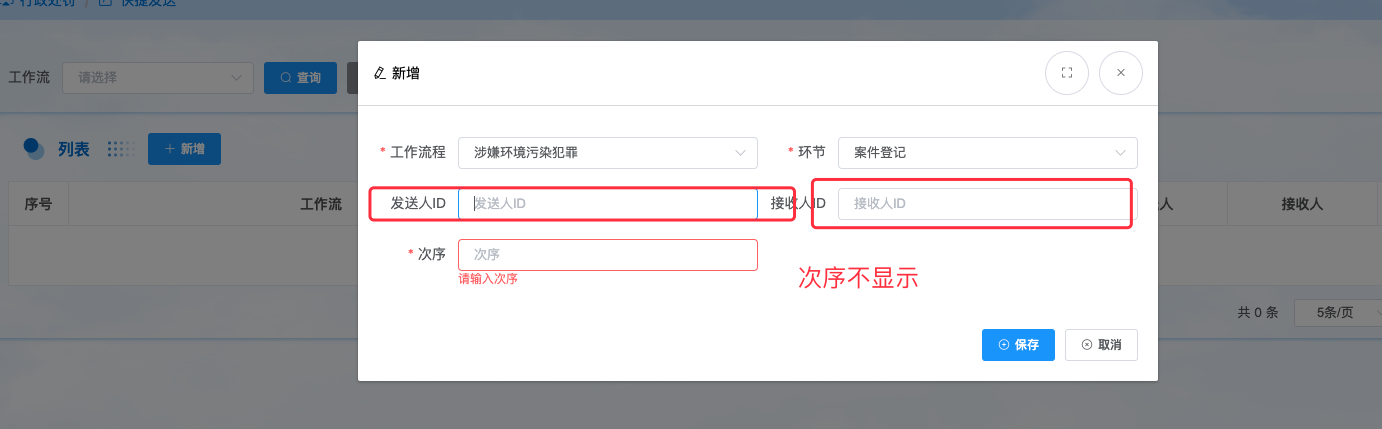 行政处罚 / 快捷发送
工作流 请选择 查询
新增
列表 新增
* 工作流程 涉嫌环境污染犯罪 * 环节 案件登记
序号 工作流 发送人ID 发送人ID 接收人ID 接收人ID 人 接收人
* 次序 次序
请输入次序
次序不显示
共 0 条 5条/页
保存 取消